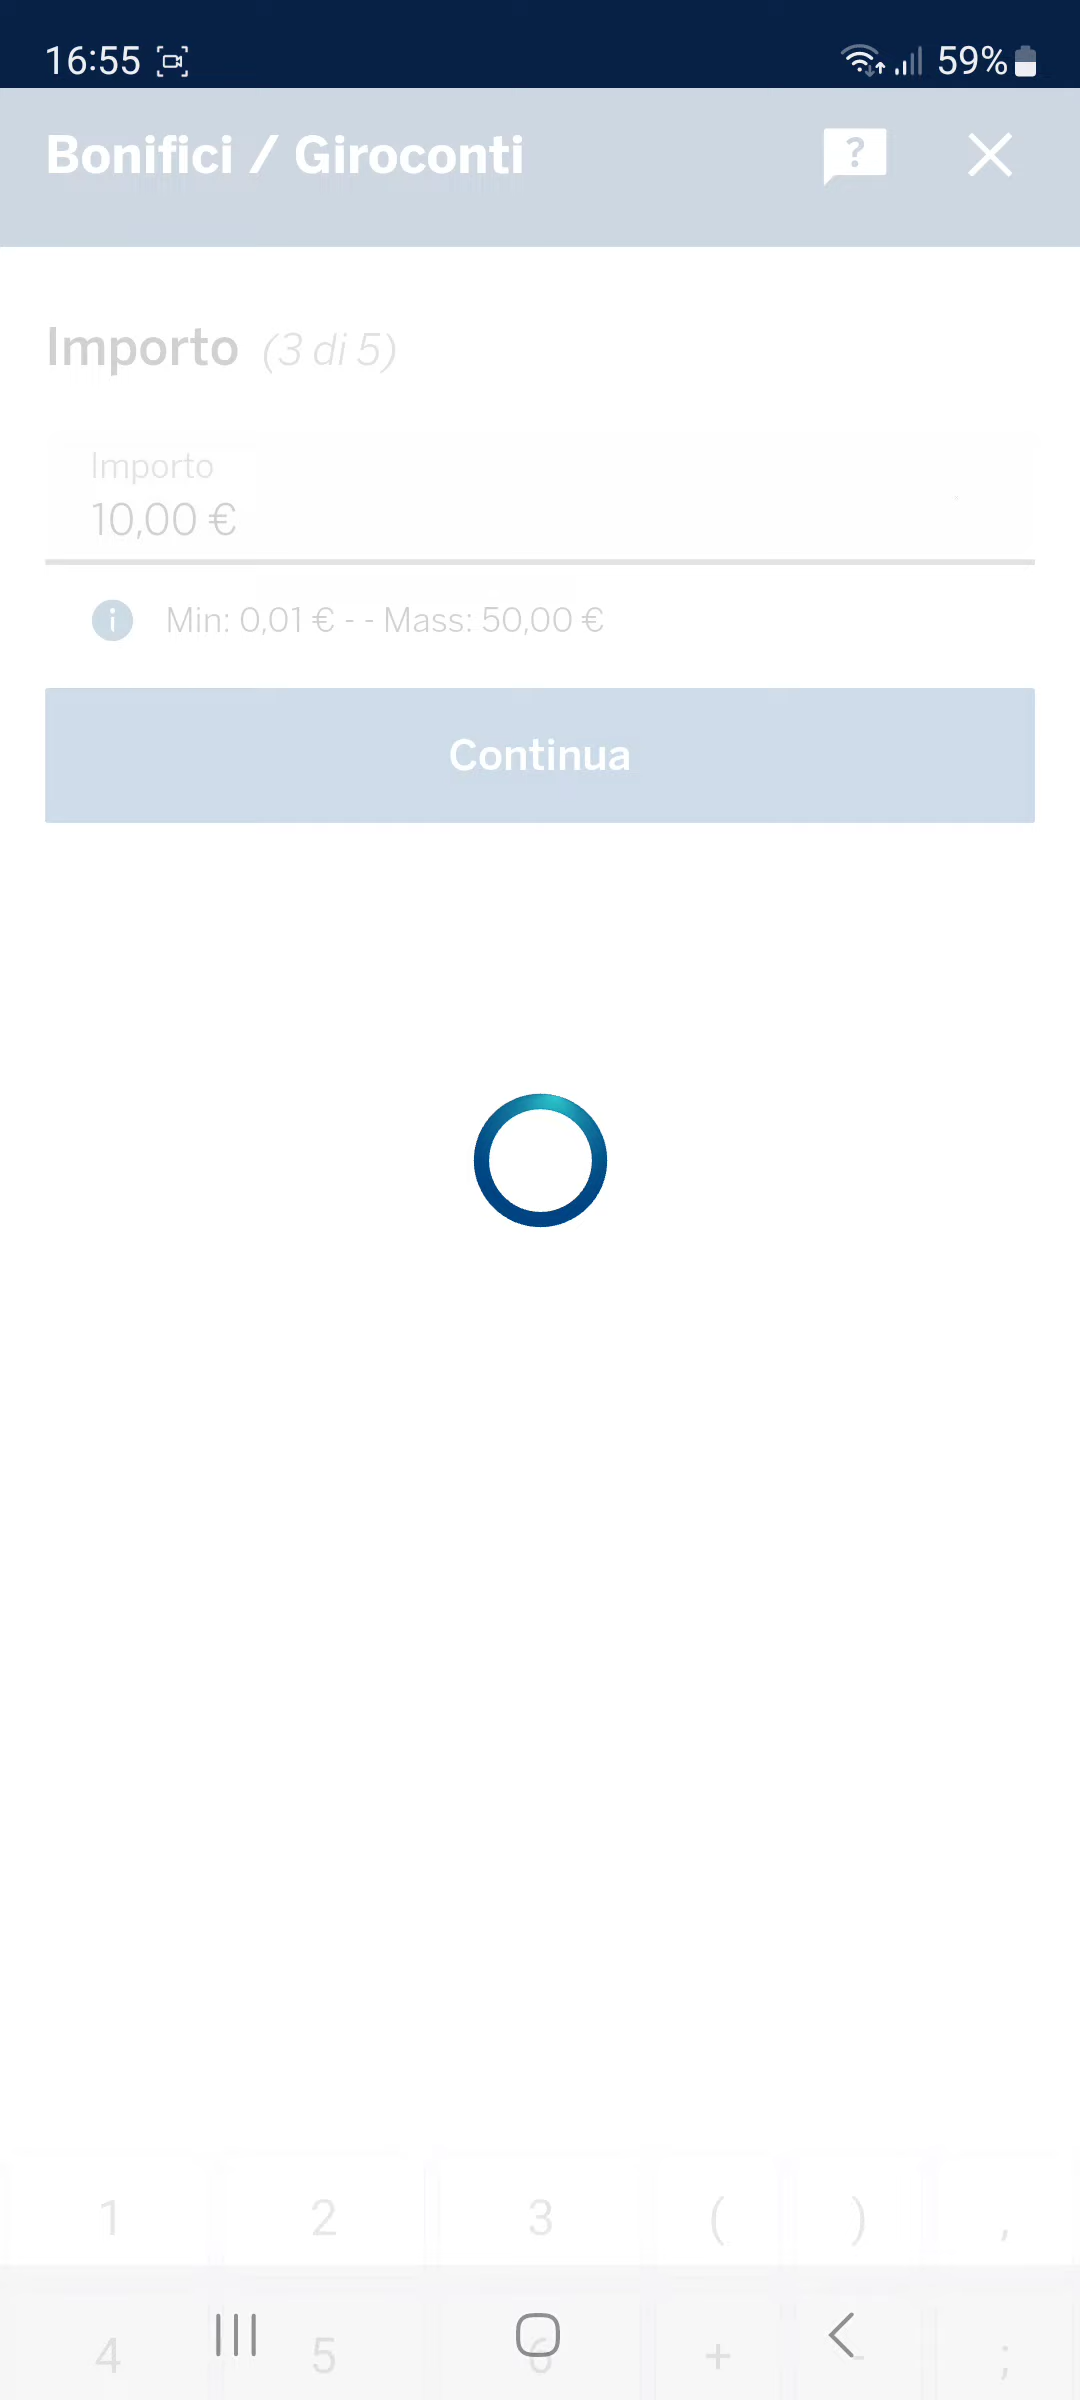 16:55
59%
Bonifici / Giroconti
?
Importo (3 di 5)
Importo
10,00 €
i Min: 0,01 € - - Mass: 50,00 €
Continua
1 2 3 ( ) ,
4 5 6 + - ;